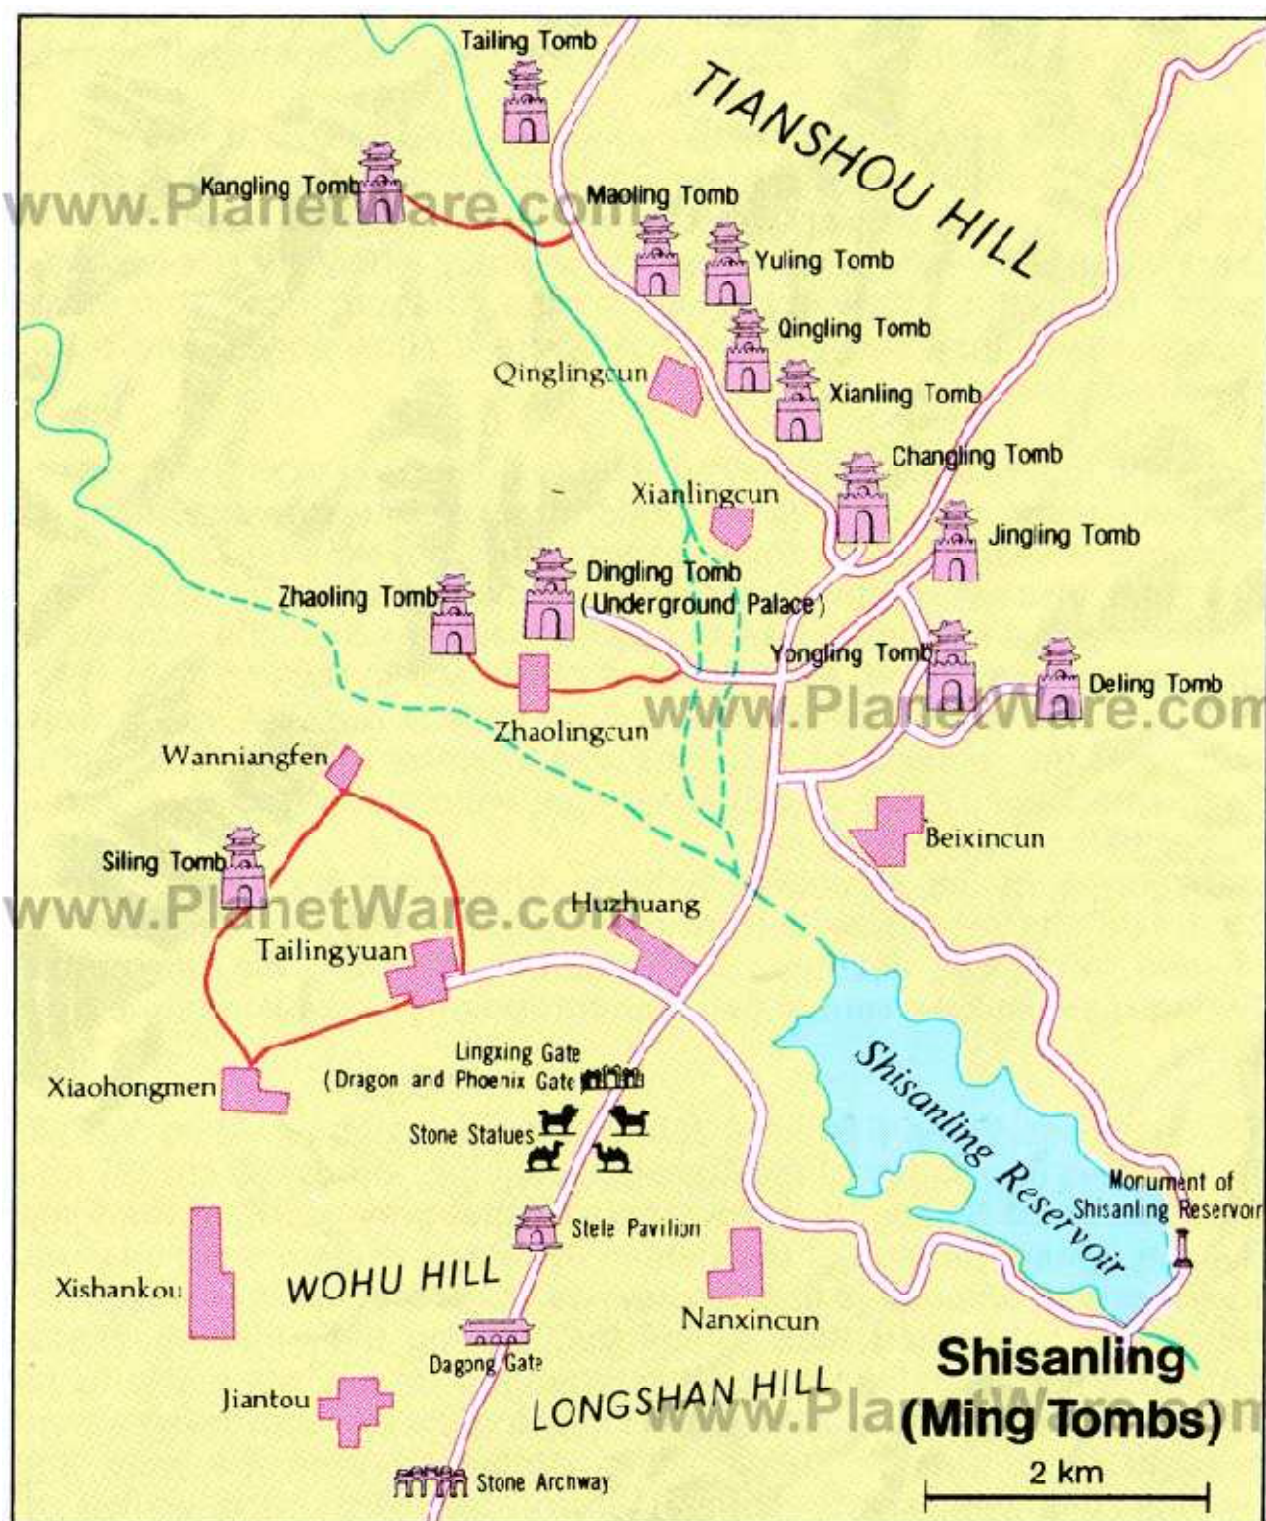 Tailing Tomb
TIANSHOU HILL
Kangling Tomb
www.PlanetWare.com
Maoling Tomb
Yuling Tomb
Qingling Tomb
Qinglingcun
Xianling Tomb
Changling Tomb
Xianlingcun
Jingling Tomb
Dingling Tomb
(Underground Palace)
Zhaoling Tomb
Yongling Tomb
Deling Tomb
www.PlanetWare.com
Zhaolingcun
Wanniangfen
Beixincun
Siling Tomb
www.PlanetWare.com
Huzhuang
Tailingyuan
Lingxing Gate
(Dragon and Phoenix Gate)
Xiaohongmen
Shisanling Reservoir
Stone Statues
Monument of
Shisanling Reservoir
Stele Pavilion
WOHU HILL
Xishankou
Nanxincun
Dagong Gate
Shisanling
(Ming Tombs)
Jiantou
LONGSHAN HILL
www.PlanetWare.com
2 km
Stone Archway